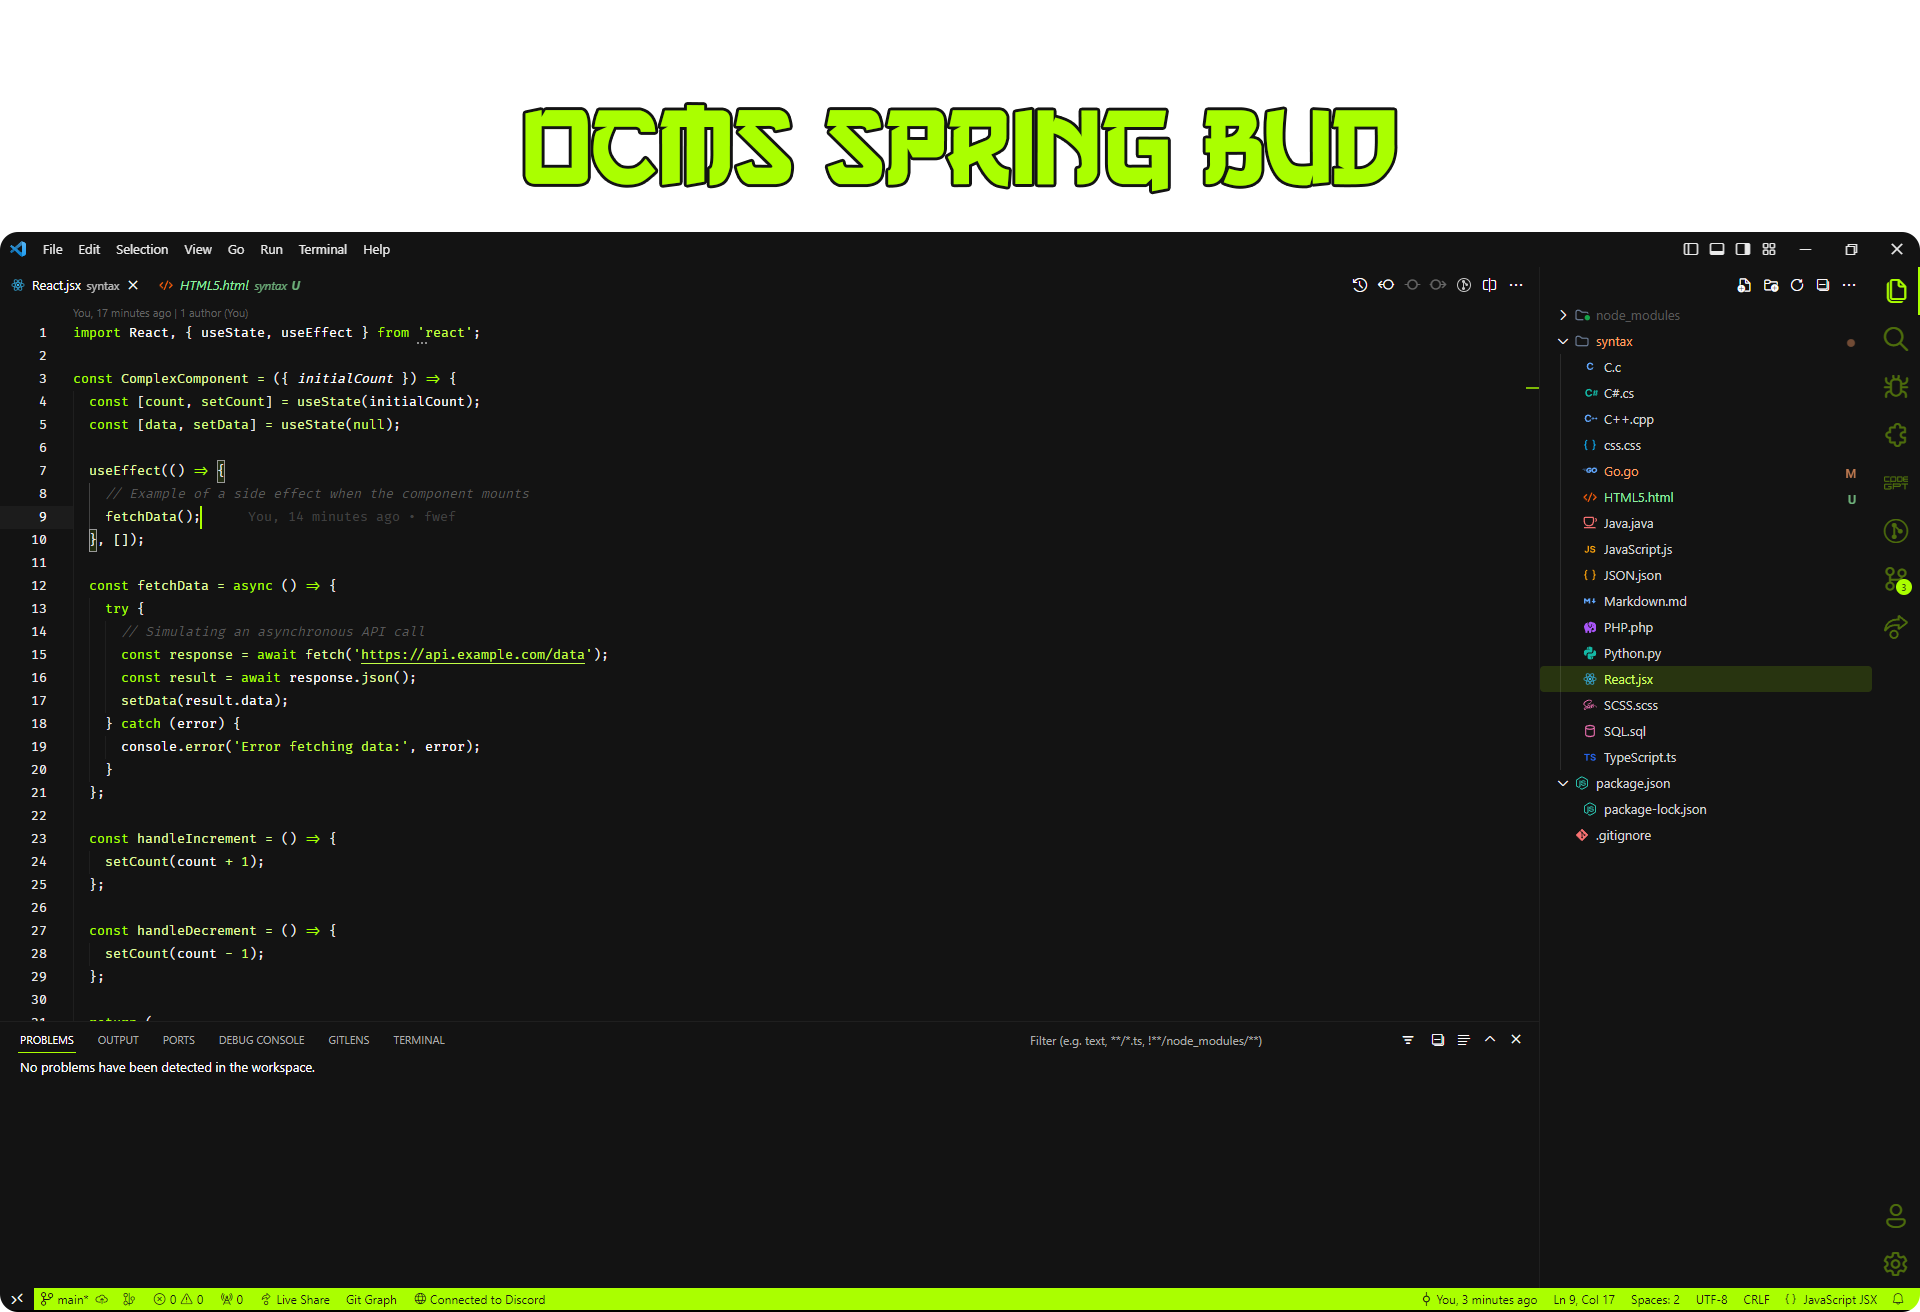 OCMS SPRING BUD
File Edit Selection View Go Run Terminal Help
React.jsx syntax
HTML5.html syntax U
You, 17 minutes ago | 1 author (You)
1 import React, { useState, useEffect } from 'react';
2
3 const ComplexComponent = ({ initialCount }) => {
4 const [count, setCount] = useState(initialCount);
5 const [data, setData] = useState(null);
6
7 useEffect(() => {
8 // Example of a side effect when the component mounts
9 fetchData(); You, 14 minutes ago • fwef
10 }, []);
11
12 const fetchData = async () => {
13 try {
14 // Simulating an asynchronous API call
15 const response = await fetch('https://api.example.com/data');
16 const result = await response.json();
17 setData(result.data);
18 } catch (error) {
19 console.error('Error fetching data:', error);
20 }
21 };
22
23 const handleIncrement = () => {
24 setCount(count + 1);
25 };
26
27 const handleDecrement = () => {
28 setCount(count - 1);
29 };
30
31 return (
node_modules
syntax
C C.c
C# C#.cs
C++ C++.cpp
{ } css.css
GO Go.go M
</> HTML5.html U
Java.java
JS JavaScript.js
{ } JSON.json
M↓ Markdown.md
PHP.php
Python.py
React.jsx
SCSS.scss
SQL.sql
TS TypeScript.ts
package.json
package-lock.json
.gitignore
CODE
GPT
3
PROBLEMS OUTPUT PORTS DEBUG CONSOLE GITLENS TERMINAL
Filter (e.g. text, **/*.ts, !**/node_modules/**)
No problems have been detected in the workspace.
main* 0 0 0 Live Share Git Graph Connected to Discord
You, 3 minutes ago Ln 9, Col 17 Spaces: 2 UTF-8 CRLF { } JavaScript JSX